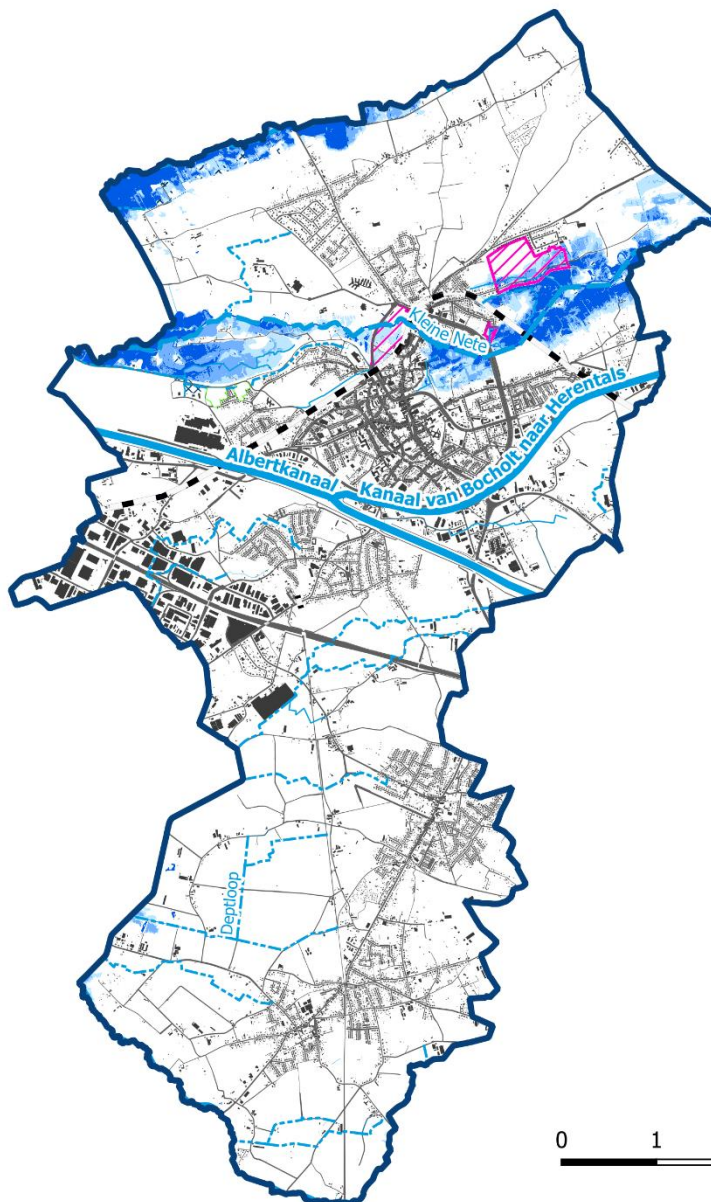 Kleine Nete
Albertkanaal
Kanaal van Bocholt naar Herentals
Deptloop
0 1